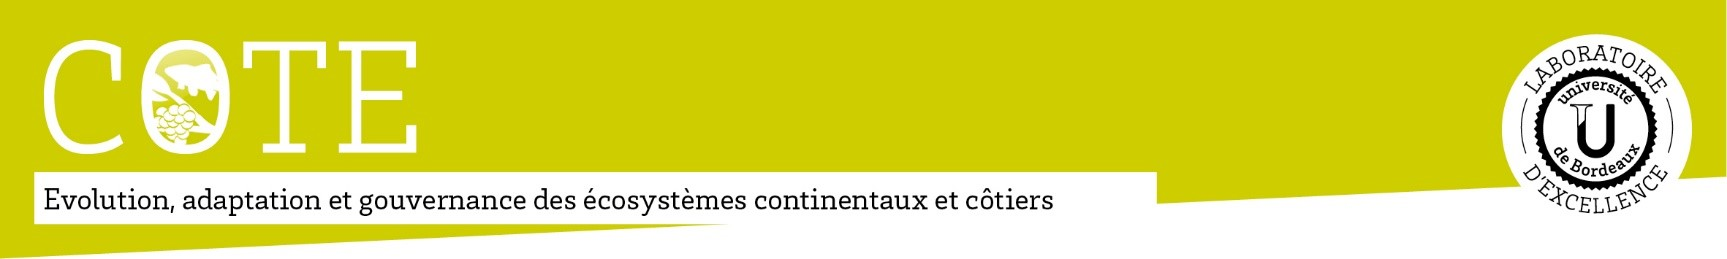 COTE
Evolution, adaptation et gouvernance des écosystèmes continentaux et côtiers
LABORATOIRE
université
U
de Bordeaux
D'EXCELLENCE